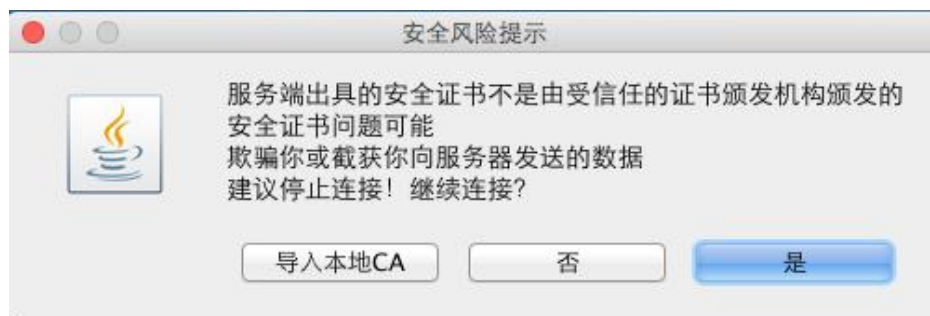 安全风险提示
服务端出具的安全证书不是由受信任的证书颁发机构颁发的
安全证书问题可能
欺骗你或截获你向服务器发送的数据
建议停止连接！继续连接？
导入本地CA 否 是